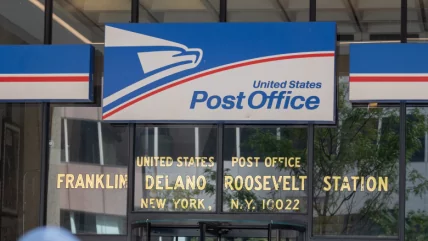 United States
Post Office
UNITED STATES POST OFFICE
FRANKLIN DELANO ROOSEVELT STATION
NEW YORK, N.Y. 10022